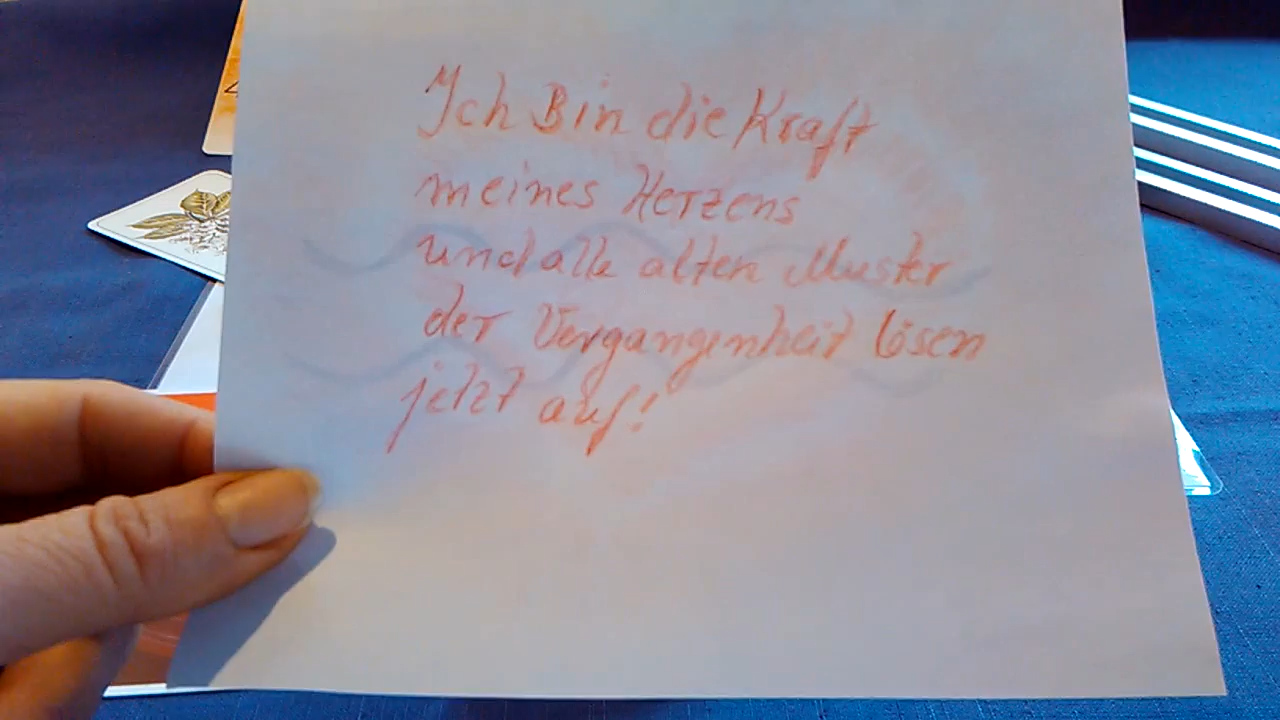 Ich Bin die Kraft
meines Herzens
und alle alten Muster
der Vergangenheit lösen
jetzt auf!